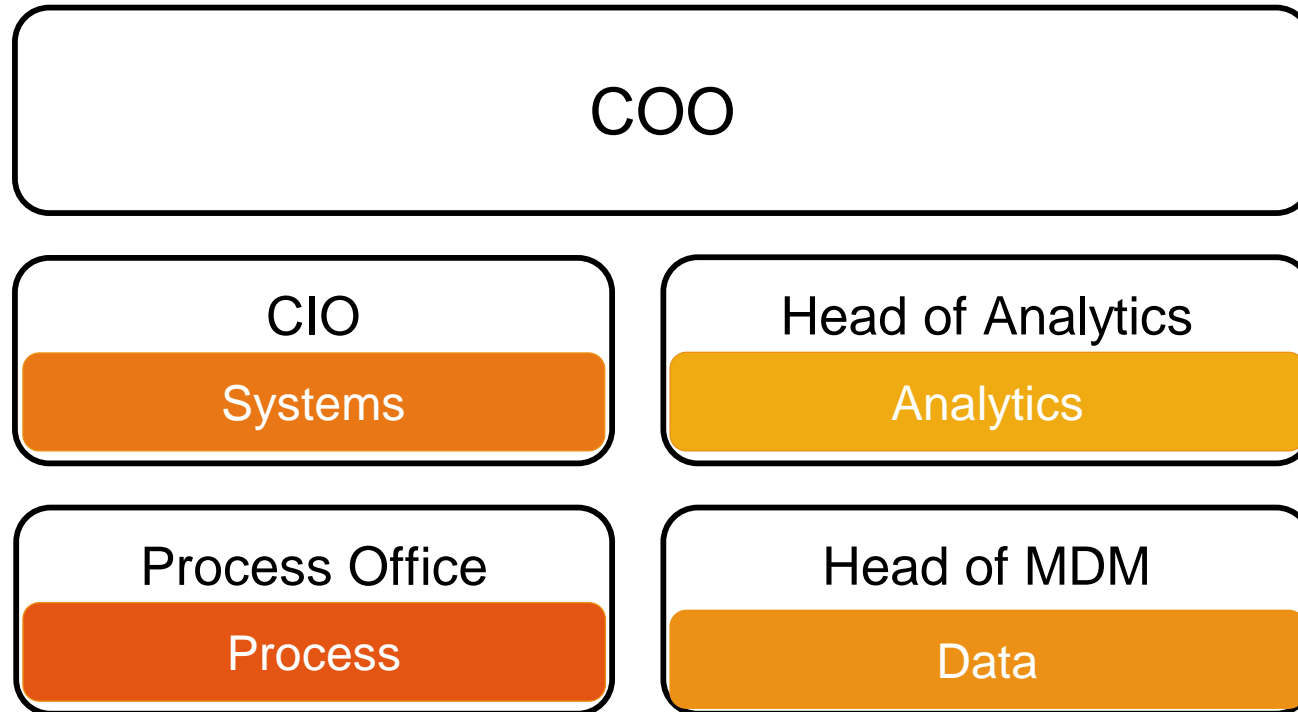 COO
CIO
Systems
Head of Analytics
Analytics
Process Office
Process
Head of MDM
Data